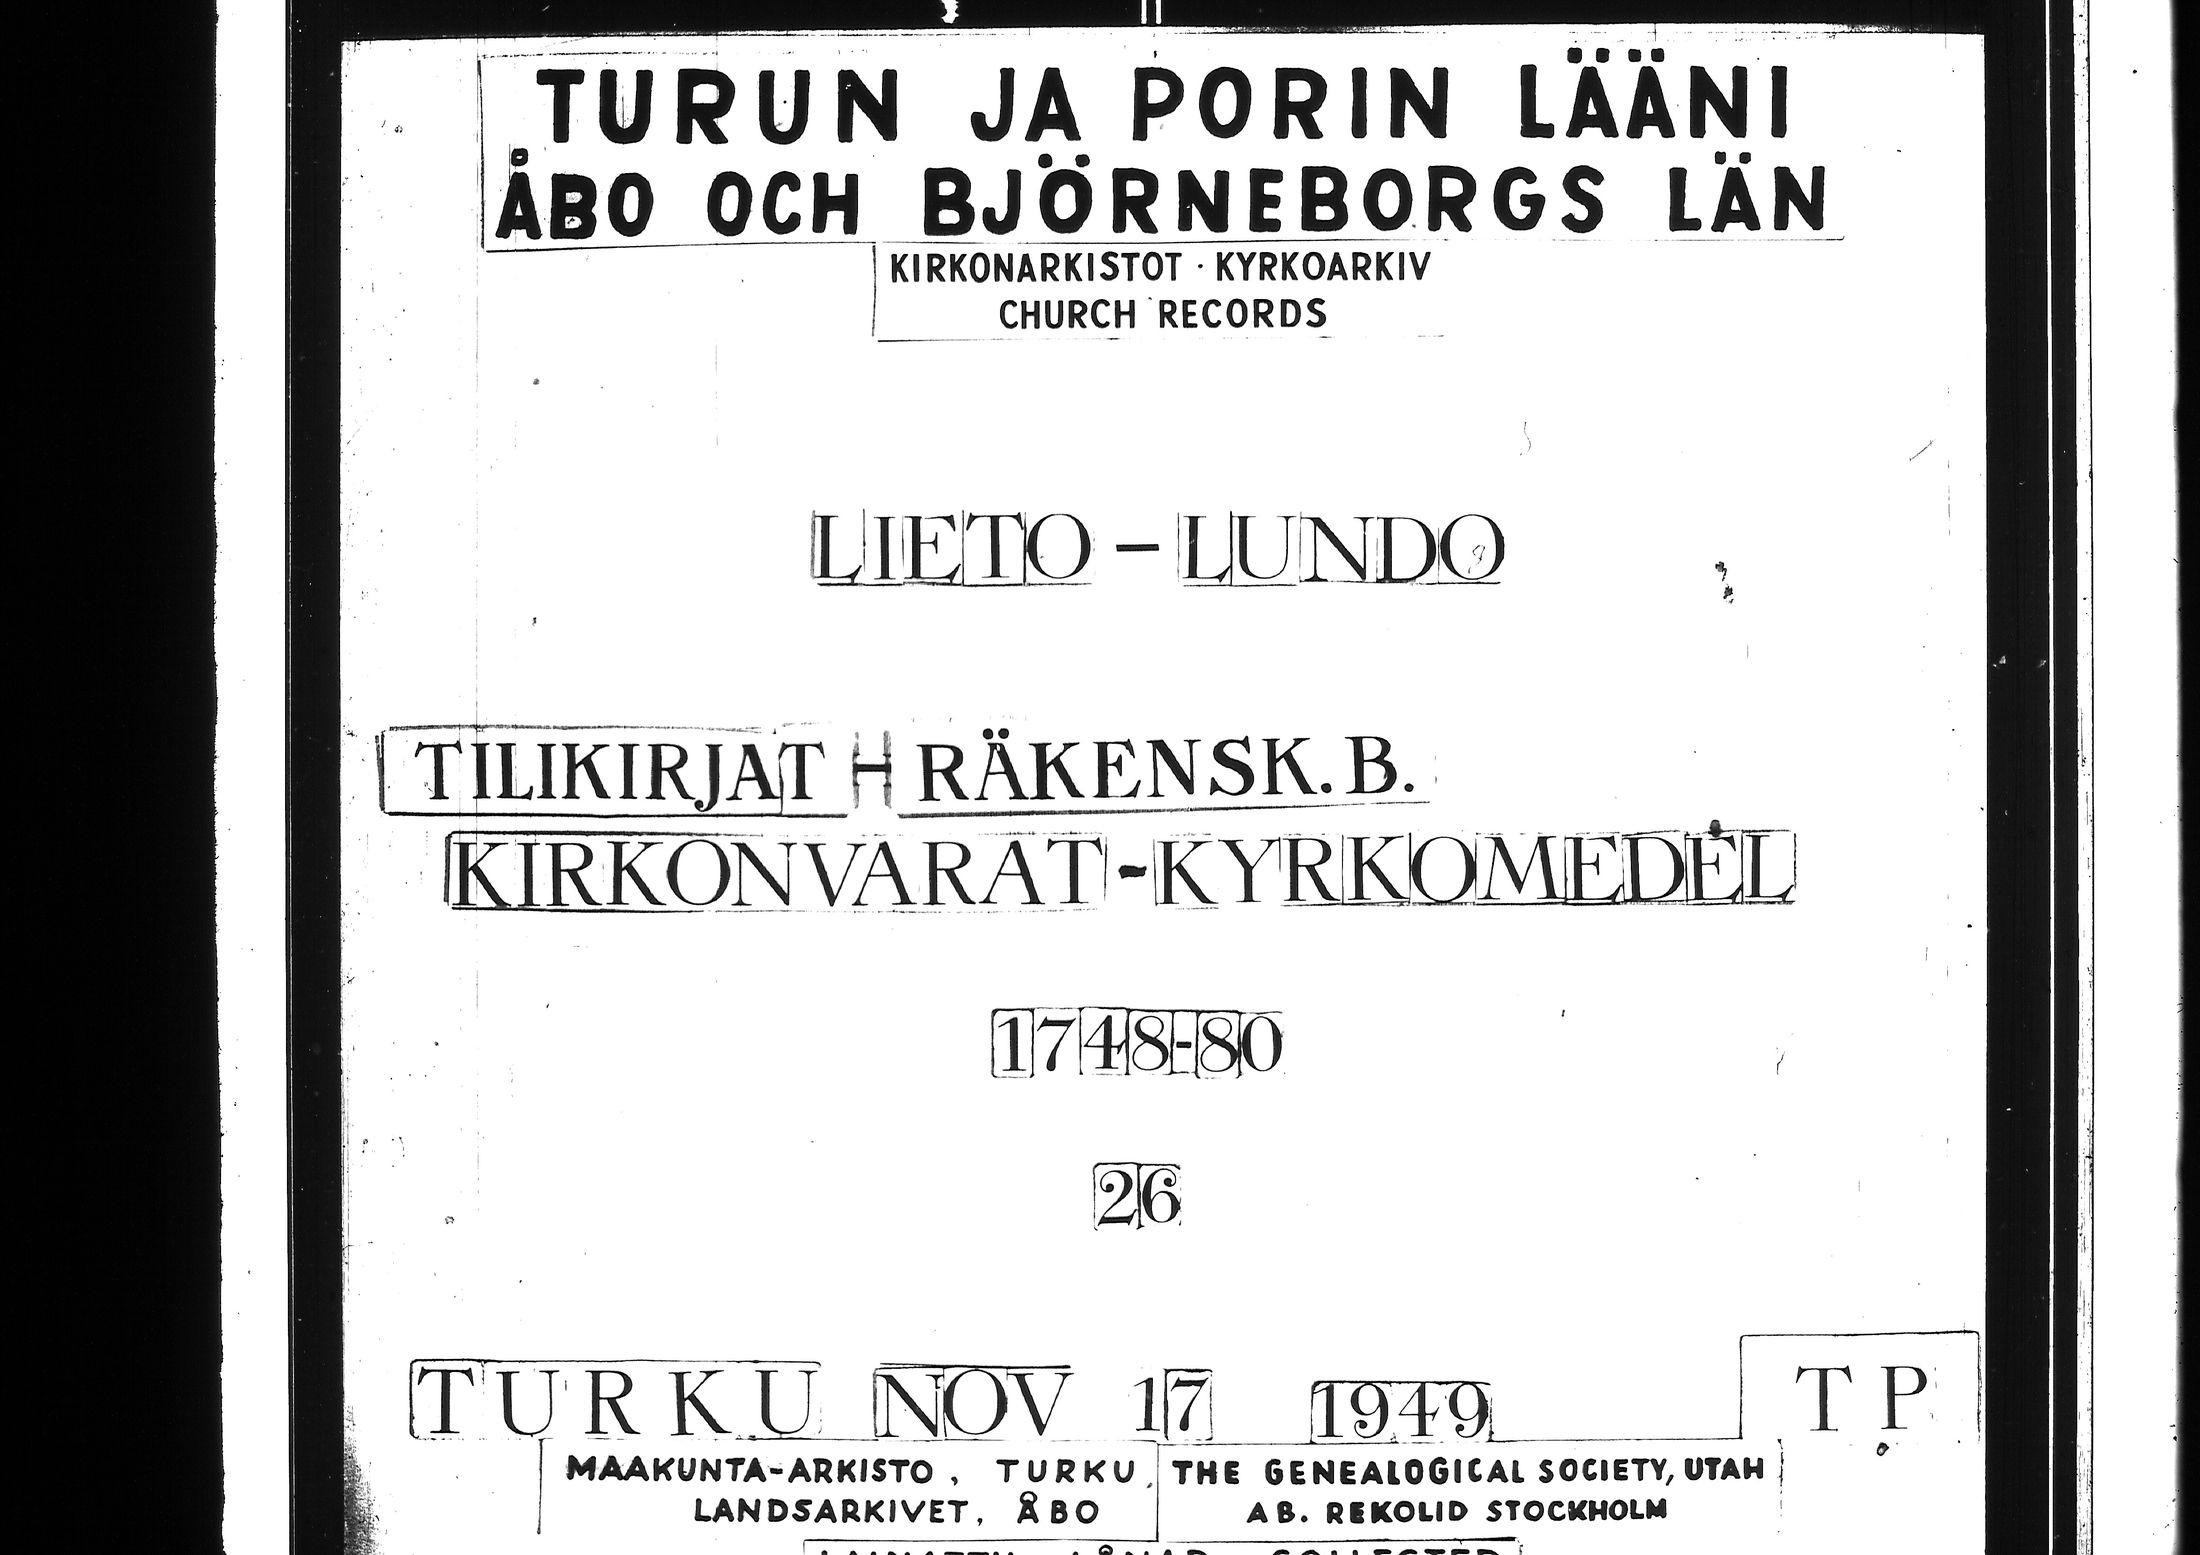 TURUN JA PORIN LÄÄNI
ÅBO OCH BJÖRNEBORGS LÄN
KIRKONARKISTOT · KYRKOARKIV
CHURCH RECORDS
LIETO – LUNDO
TILIKIRJAT – RÄKENSK. B.
KIRKONVARAT - KYRKOMEDEL
1748-80
26
TURKU NOV 17 1949 TP
MAAKUNTA-ARKISTO, TURKU, THE GENEALOGICAL SOCIETY, UTAH
LANDSARKIVET, ÅBO AB. REKOLID STOCKHOLM